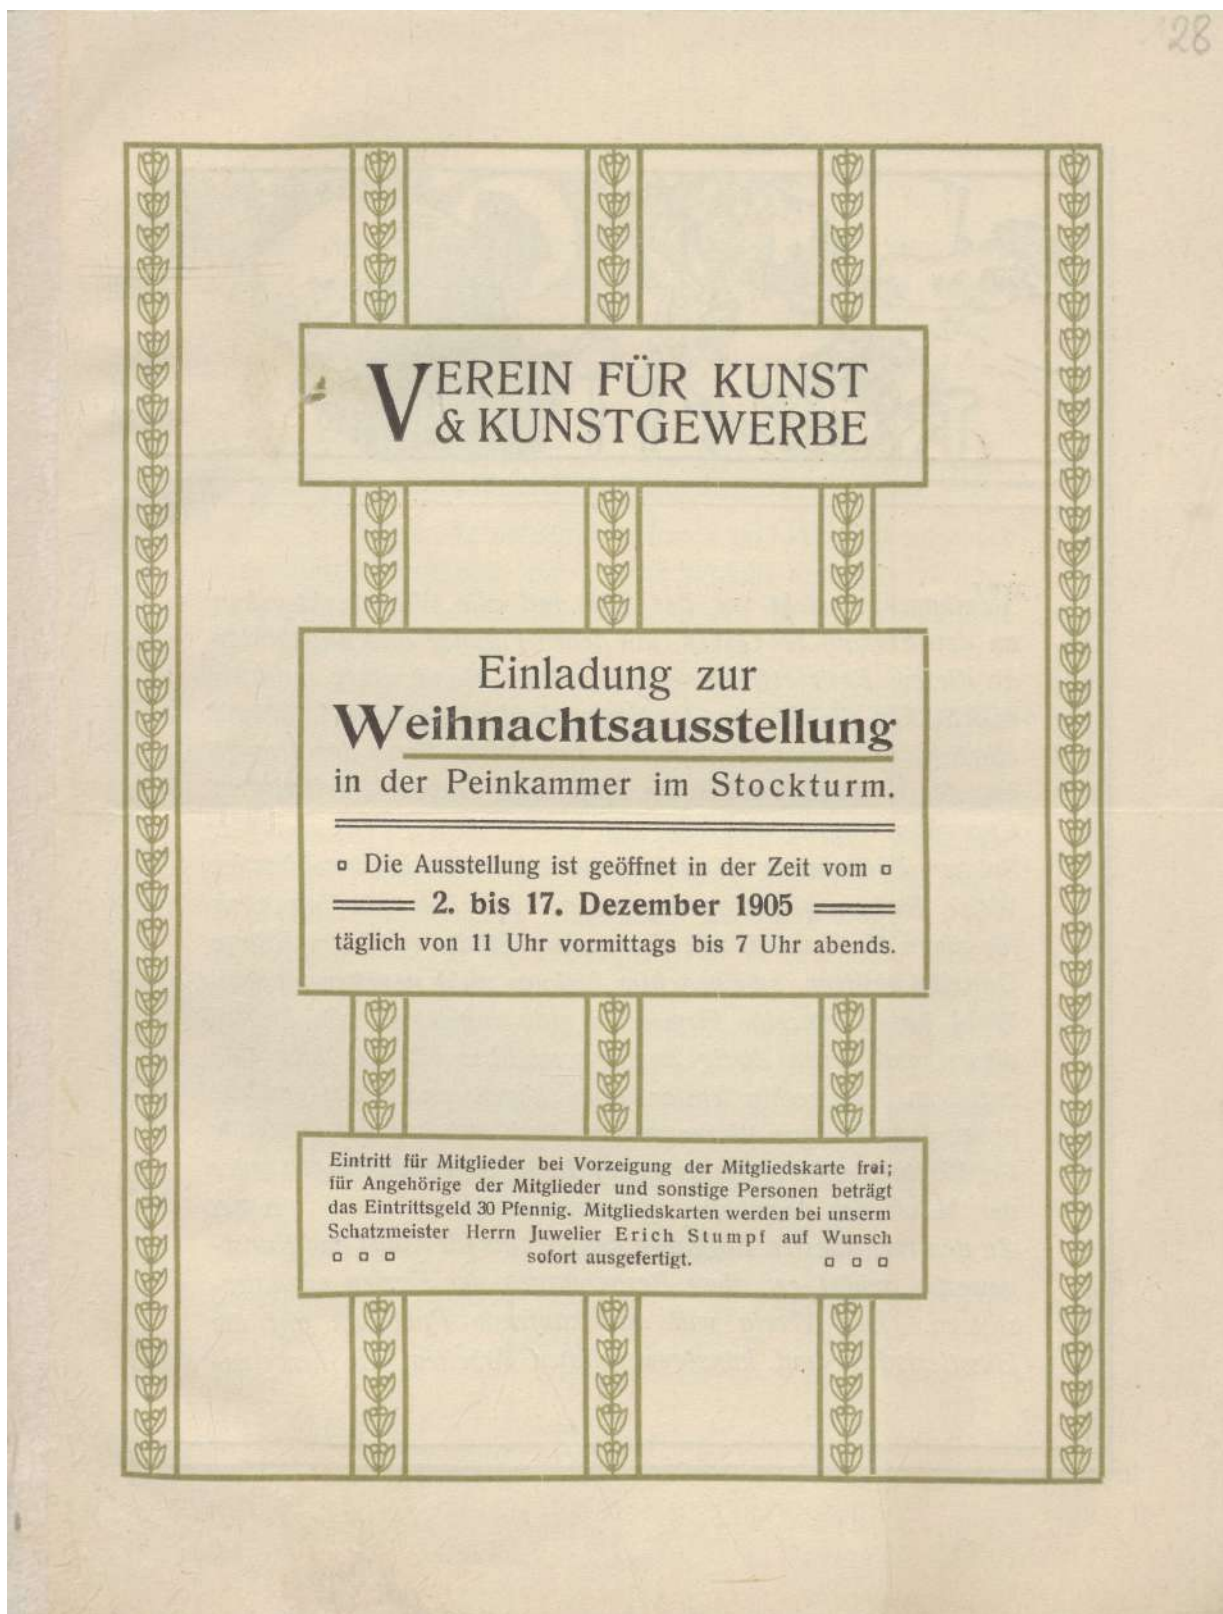 28
VEREIN FÜR KUNST
& KUNSTGEWERBE
Einladung zur
Weihnachtsausstellung
in der Peinkammer im Stockturm.
Die Ausstellung ist geöffnet in der Zeit vom
2. bis 17. Dezember 1905
täglich von 11 Uhr vormittags bis 7 Uhr abends.
Eintritt für Mitglieder bei Vorzeigung der Mitgliedskarte frei;
für Angehörige der Mitglieder und sonstige Personen beträgt
das Eintrittsgeld 30 Pfennig. Mitgliedskarten werden bei unserm
Schatzmeister Herrn Juwelier Erich Stumpf auf Wunsch
sofort ausgefertigt.